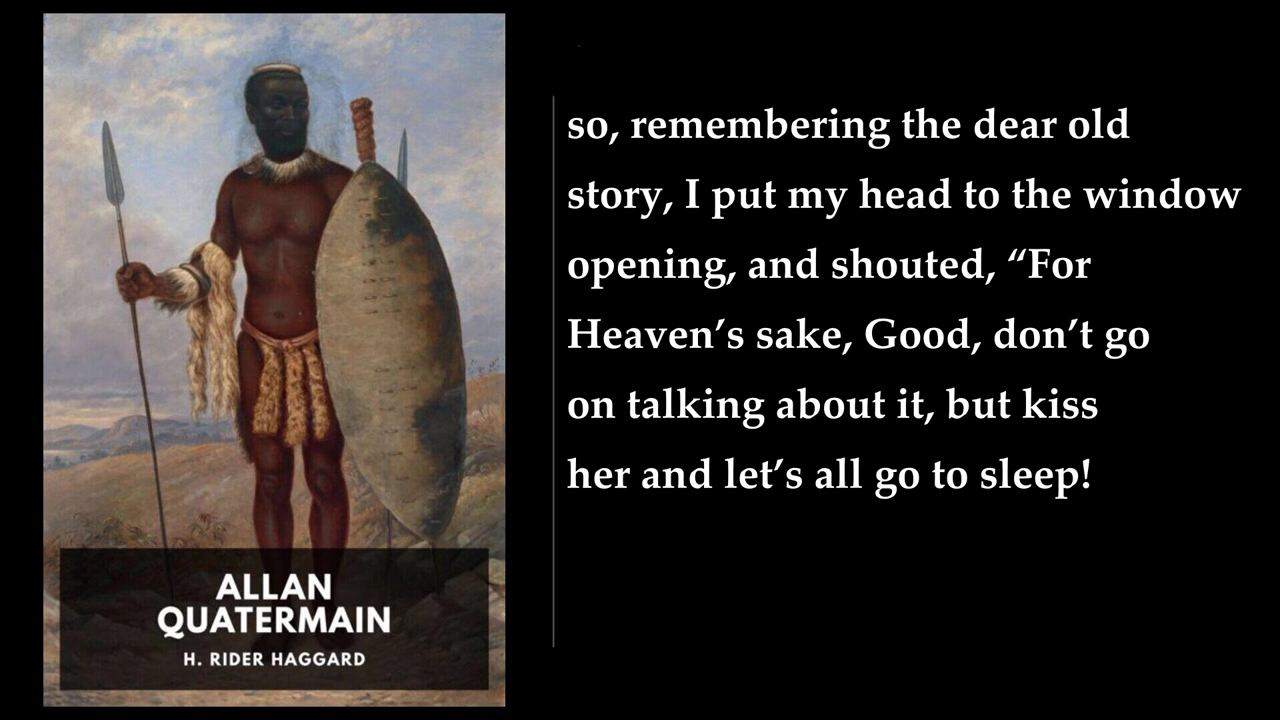 so, remembering the dear old
story, I put my head to the window
opening, and shouted, “For
Heaven’s sake, Good, don’t go
on talking about it, but kiss
her and let’s all go to sleep!
ALLAN
QUATERMAIN
H. RIDER HAGGARD